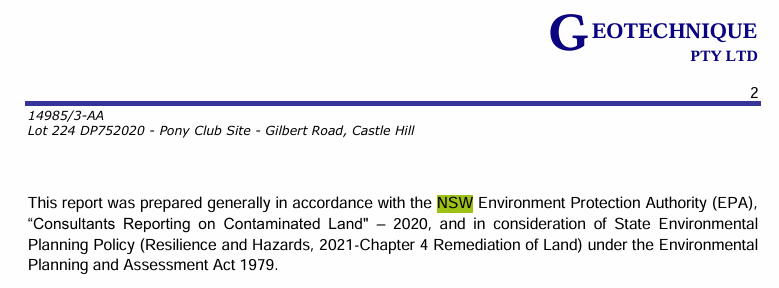 GEOTECHNIQUE
PTY LTD
2
14985/3-AA
Lot 224 DP752020 - Pony Club Site - Gilbert Road, Castle Hill
This report was prepared generally in accordance with the NSW Environment Protection Authority (EPA),
“Consultants Reporting on Contaminated Land" – 2020, and in consideration of State Environmental
Planning Policy (Resilience and Hazards, 2021-Chapter 4 Remediation of Land) under the Environmental
Planning and Assessment Act 1979.